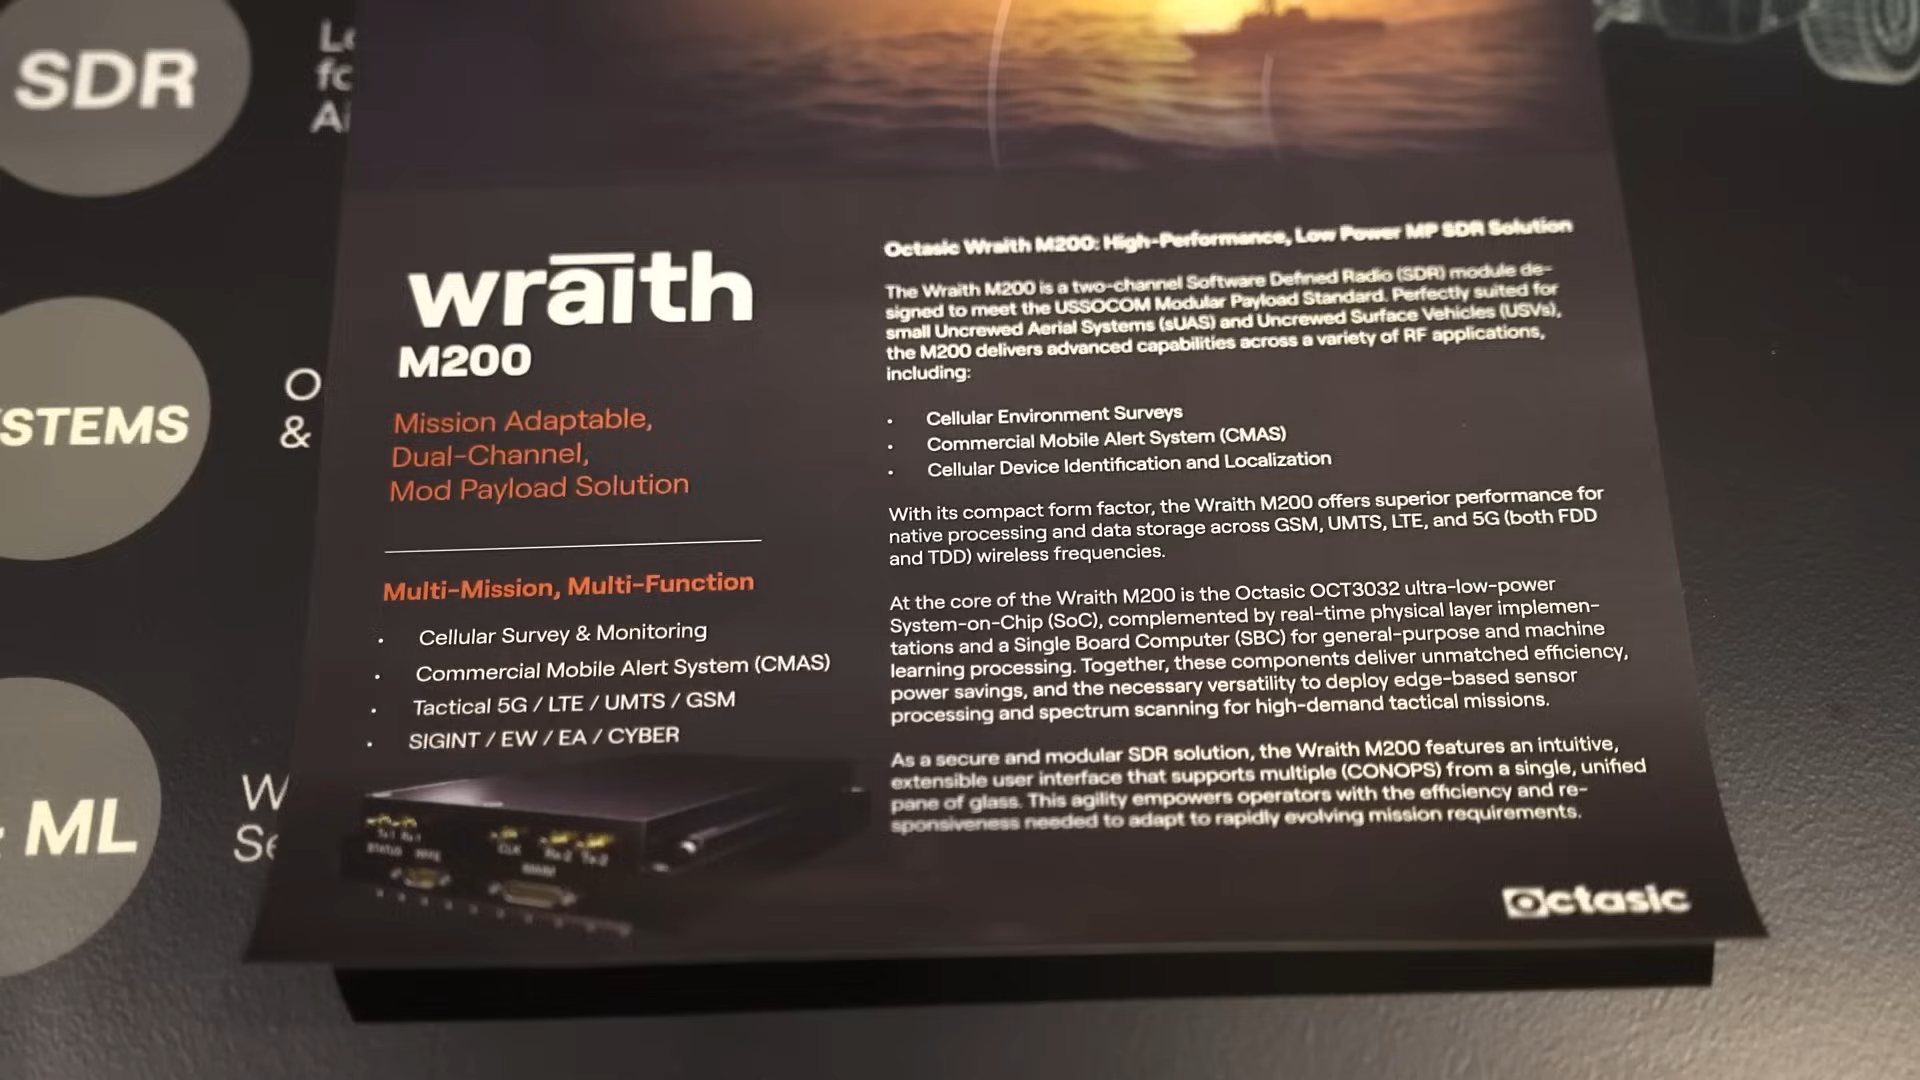 SDR
STEMS
ML
O
&
W
Se
wraith
M200
Mission Adaptable,
Dual-Channel,
Mod Payload Solution
Multi-Mission, Multi-Function
• Cellular Survey & Monitoring
• Commercial Mobile Alert System (CMAS)
• Tactical 5G / LTE / UMTS / GSM
• SIGINT / EW / EA / CYBER
Octasic Wraith M200: High-Performance, Low Power MP SDR Solution
The Wraith M200 is a two-channel Software Defined Radio (SDR) module de-
signed to meet the USSOCOM Modular Payload Standard. Perfectly suited for
small Uncrewed Aerial Systems (sUAS) and Uncrewed Surface Vehicles (USVs),
the M200 delivers advanced capabilities across a variety of RF applications,
including:
• Cellular Environment Surveys
• Commercial Mobile Alert System (CMAS)
• Cellular Device Identification and Localization
With its compact form factor, the Wraith M200 offers superior performance for
native processing and data storage across GSM, UMTS, LTE, and 5G (both FDD
and TDD) wireless frequencies.
At the core of the Wraith M200 is the Octasic OCT3032 ultra-low-power
System-on-Chip (SoC), complemented by real-time physical layer implemen-
tations and a Single Board Computer (SBC) for general-purpose and machine
learning processing. Together, these components deliver unmatched efficiency,
power savings, and the necessary versatility to deploy edge-based sensor
processing and spectrum scanning for high-demand tactical missions.
As a secure and modular SDR solution, the Wraith M200 features an intuitive,
extensible user interface that supports multiple (CONOPS) from a single, unified
pane of glass. This agility empowers operators with the efficiency and re-
sponsiveness needed to adapt to rapidly evolving mission requirements.
Tx1 Rx1
STATUS
CLK Rx2 Tx2
Octasic